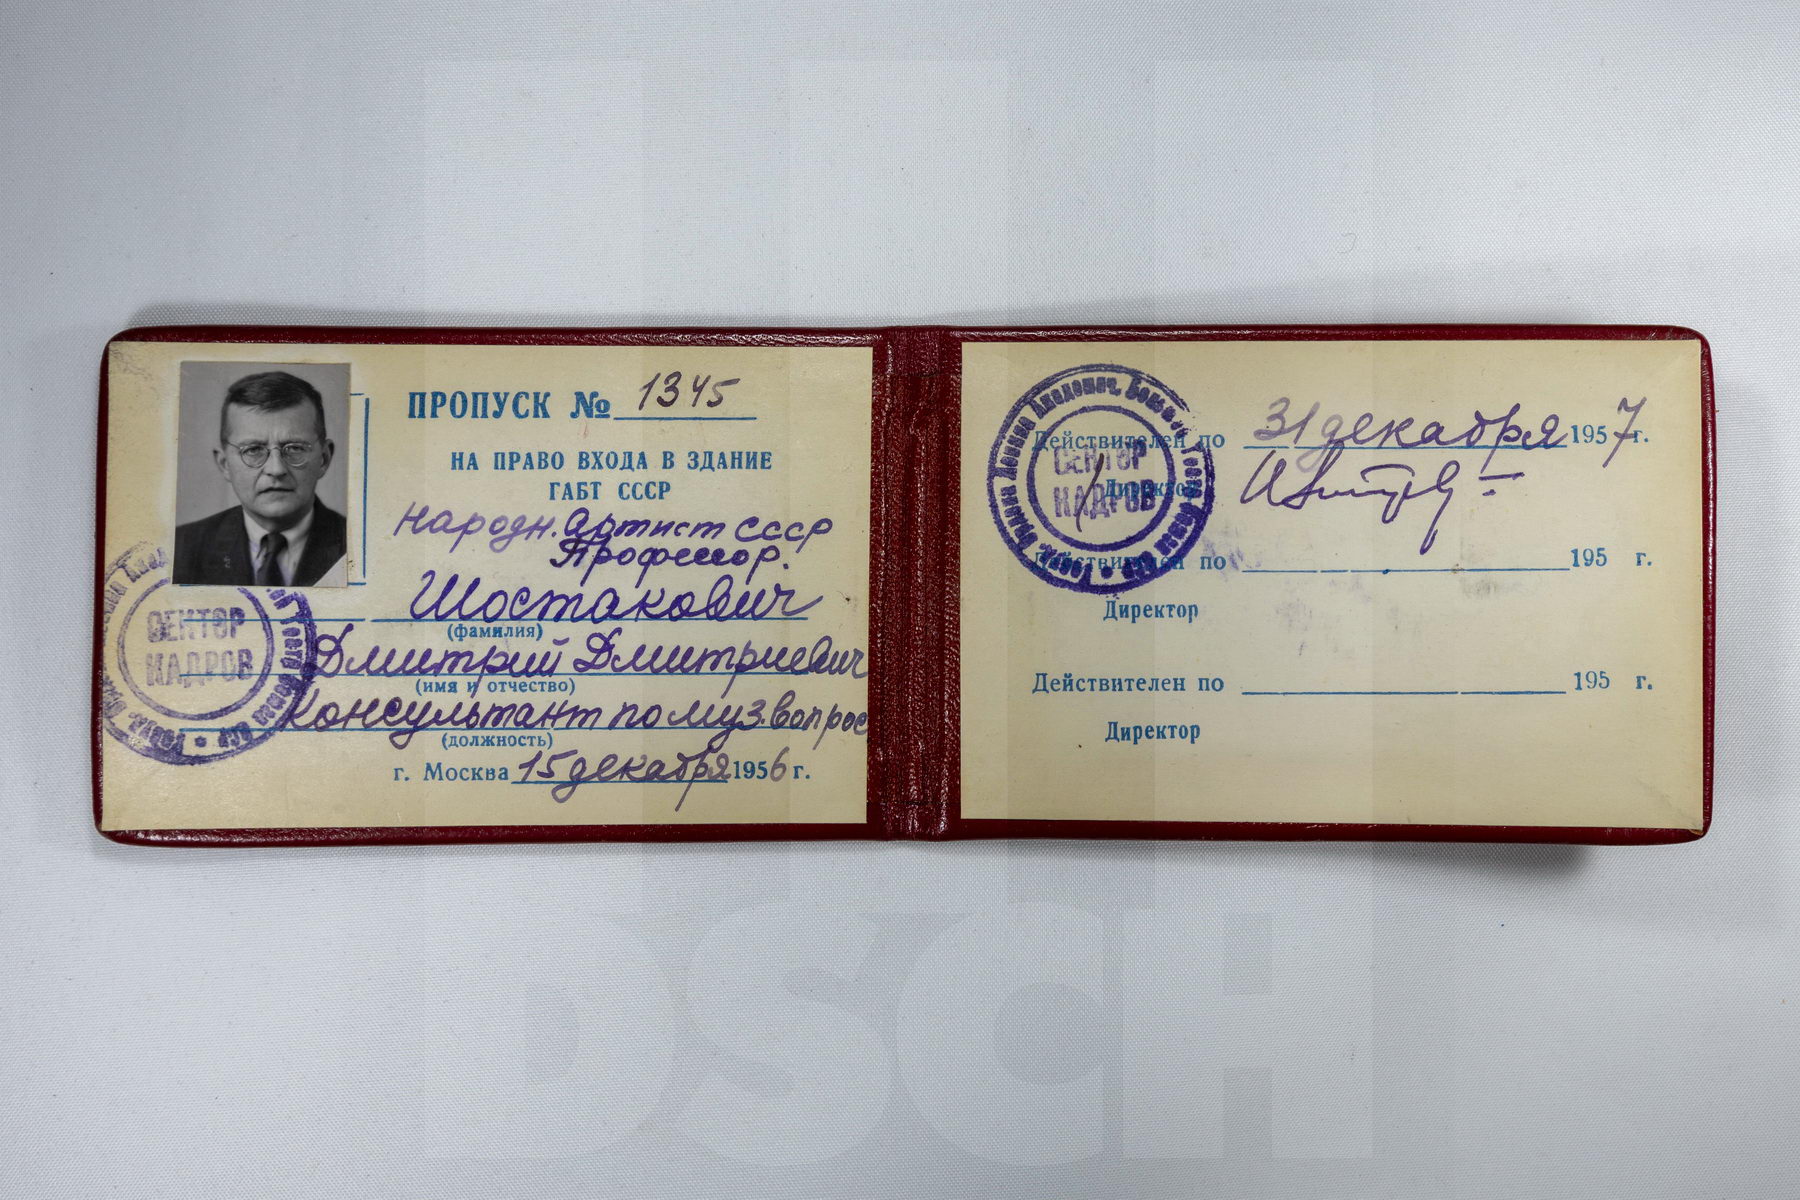 ПРОПУСК № 1345
НА ПРАВО ВХОДА В ЗДАНИЕ
ГАБТ СССР
Народн. Артист СССР
Профессор.
Шостакович
(фамилия)
Дмитрий Дмитриевич
(имя и отчество)
Консультант по муз. вопрос
(должность)
г. Москва 15 декабря 1956 г.
СЕКТОР
КАДРОВ
Действителен по 31 декабря 1957 г.
Директор
Действителен по 195 г.
Директор
Действителен по 195 г.
Директор
СЕКТОР
КАДРОВ
DSCH